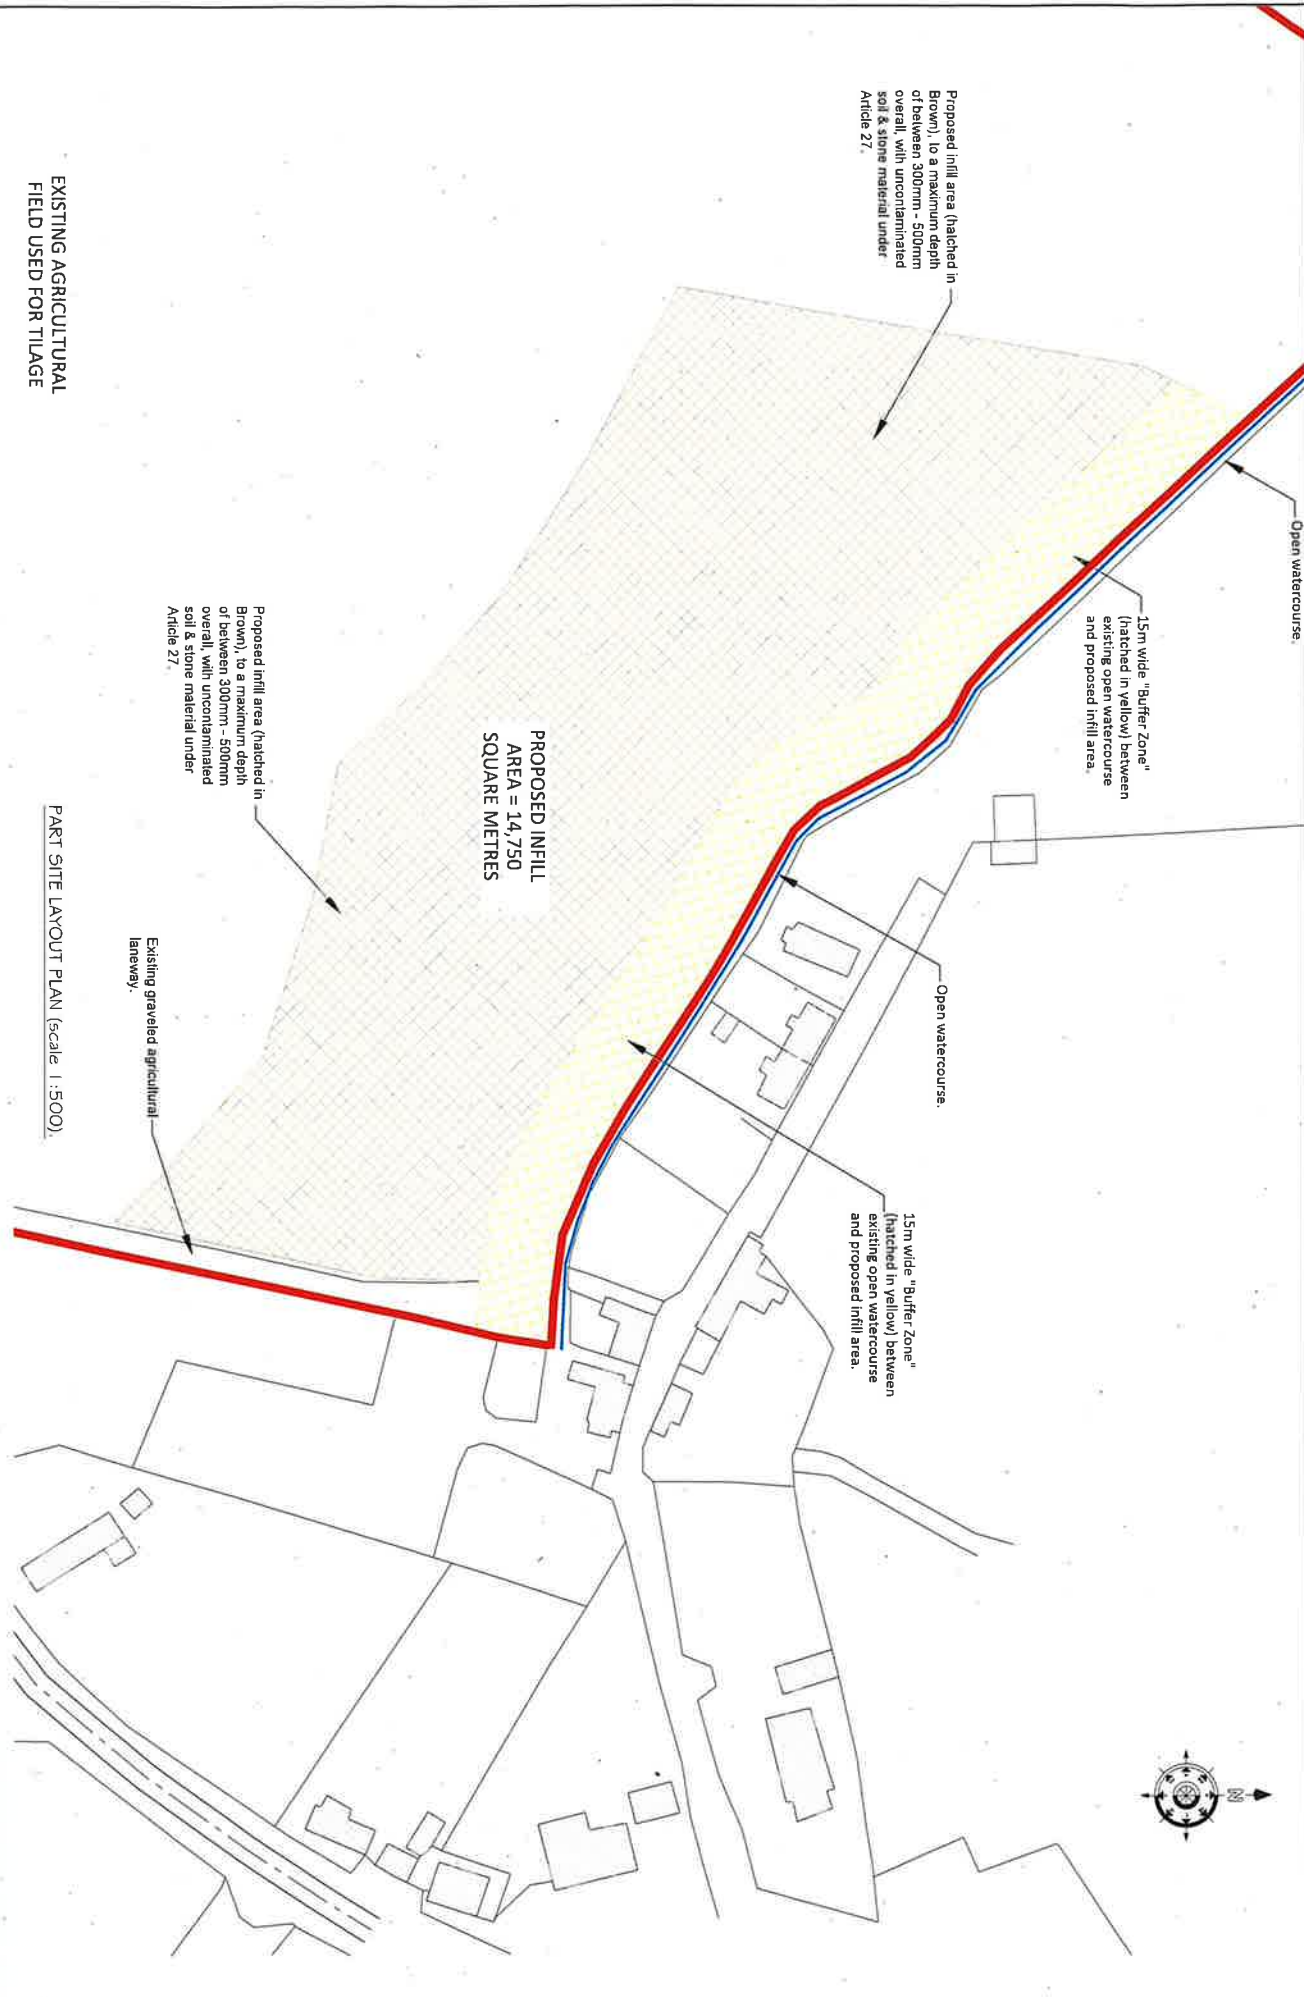 Open watercourse.
15m wide "Buffer Zone"
(hatched in yellow) between
existing open watercourse
and proposed infill area.
Proposed infill area (hatched in
Brown), to a maximum depth
of between 300mm - 500mm
overall, with uncontaminated
soil & stone material under
Article 27.
Open watercourse.
15m wide "Buffer Zone"
(hatched in yellow) between
existing open watercourse
and proposed infill area.
PROPOSED INFILL
AREA = 14,750
SQUARE METRES
Proposed infill area (hatched in
Brown), to a maximum depth
of between 300mm - 500mm
overall, with uncontaminated
soil & stone material under
Article 27.
Existing graveled agricultural
laneway.
EXISTING AGRICULTURAL
FIELD USED FOR TILAGE
PART SITE LAYOUT PLAN (scale 1:500).
N